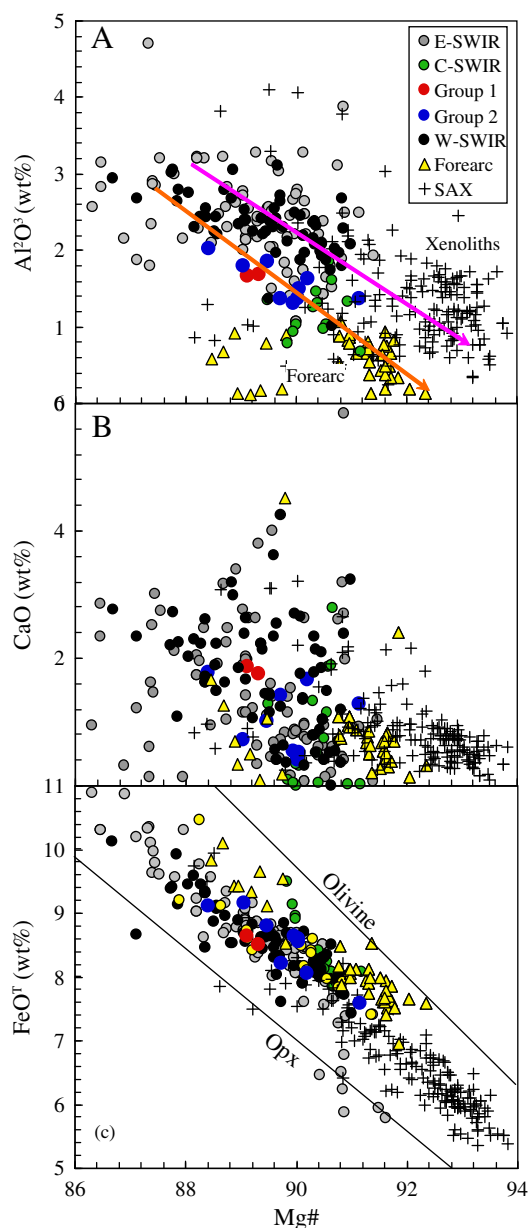 A
E-SWIR
C-SWIR
Group 1
Group 2
W-SWIR
Forearc
SAX
Xenoliths
Forearc
Al²O³ (wt%)
5
4
3
2
1
6
0
B
CaO (wt%)
4
2
11
FeOᵀ (wt%)
10
9
8
7
6
5
Olivine
Opx
(c)
86
88
90
92
94
Mg#